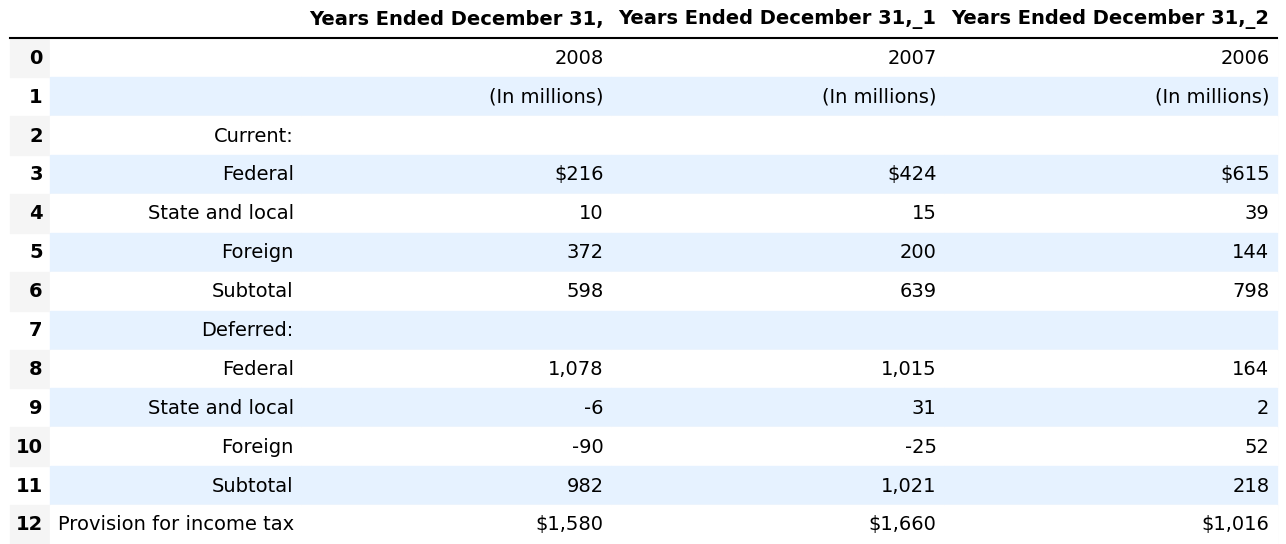 Years Ended December 31, Years Ended December 31,_1 Years Ended December 31,_2
0 2008 2007 2006
1 (In millions) (In millions) (In millions)
2 Current:
3 Federal $216 $424 $615
4 State and local 10 15 39
5 Foreign 372 200 144
6 Subtotal 598 639 798
7 Deferred:
8 Federal 1,078 1,015 164
9 State and local -6 31 2
10 Foreign -90 -25 52
11 Subtotal 982 1,021 218
12 Provision for income tax $1,580 $1,660 $1,016